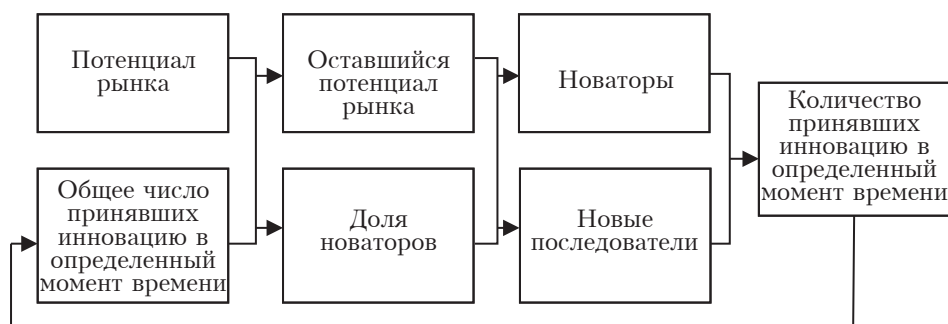 Потенциал
рынка
Оставшийся
потенциал
рынка
Новаторы
Количество
принявших
инновацию в
определенный
момент времени
Общее число
принявших
инновацию в
определенный
момент времени
Доля
новаторов
Новые
последователи